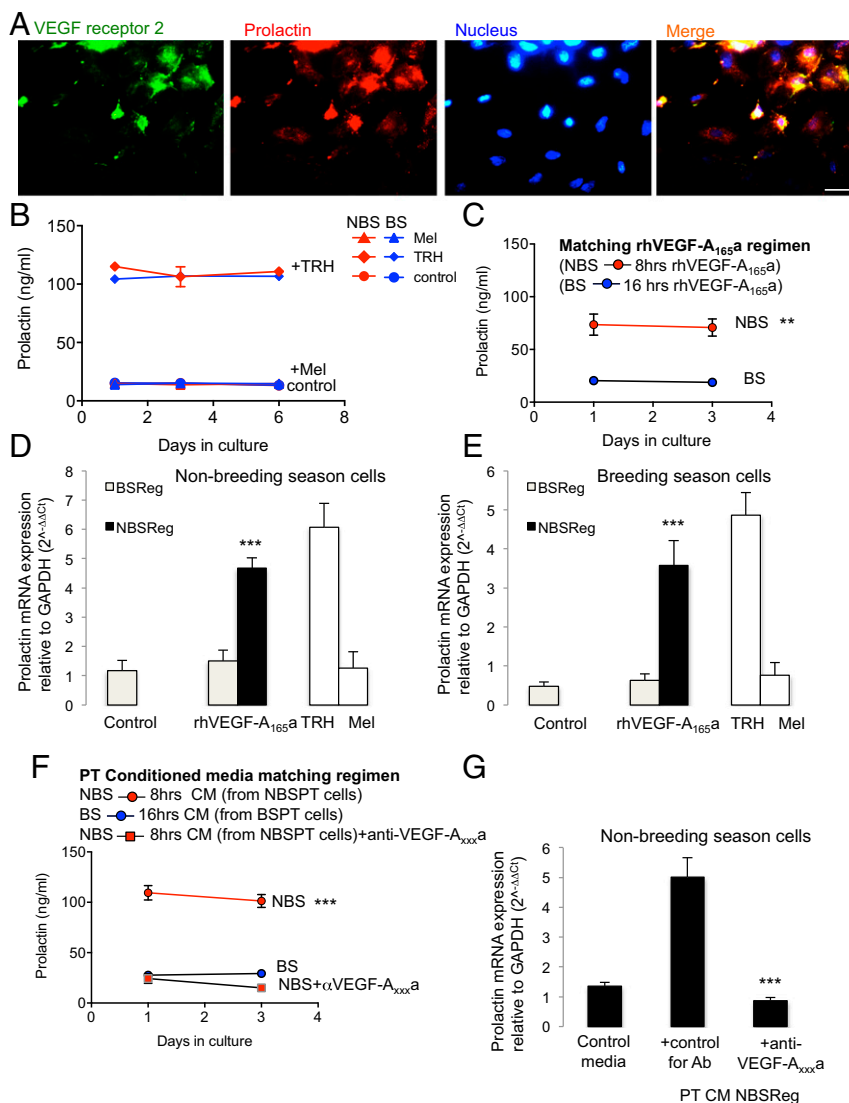 A
VEGF receptor 2
Prolactin
Nucleus
Merge
B
Prolactin (ng/ml)
150
100
50
0
0 2 4 6 8
Days in culture
+TRH
+Mel
control
NBS BS
Mel
TRH
control
C
Prolactin (ng/ml)
150
100
50
0
0 1 2 3 4
Days in culture
Matching rhVEGF-A₁₆₅a regimen
(NBS 8hrs rhVEGF-A₁₆₅a)
(BS 16 hrs rhVEGF-A₁₆₅a)
NBS **
BS
D
Prolactin mRNA expression
relative to GAPDH (2^-ΔΔCt)
8
7
6
5
4
3
2
1
0
Non-breeding season cells
BSReg
NBSReg
***
Control
rhVEGF-A₁₆₅a
TRH
Mel
E
Prolactin mRNA expression
relative to GAPDH (2^-ΔΔCt)
6
5
4
3
2
1
0
Breeding season cells
BSReg
NBSReg
***
Control
rhVEGF-A₁₆₅a
TRH
Mel
F
PT Conditioned media matching regimen
NBS 8hrs CM (from NBSPT cells)
BS 16hrs CM (from BSPT cells)
NBS 8hrs CM (from NBSPT cells)+anti-VEGF-Aₓₓₓa
Prolactin (ng/ml)
150
100
50
0
0 1 2 3 4
Days in culture
NBS ***
BS
NBS+αVEGF-Aₓₓₓa
G
Non-breeding season cells
Prolactin mRNA expression
relative to GAPDH (2^-ΔΔCt)
6
5
4
3
2
1
0
***
Control
media
+control
for Ab
+anti-
VEGF-Aₓₓₓa
PT CM NBSReg